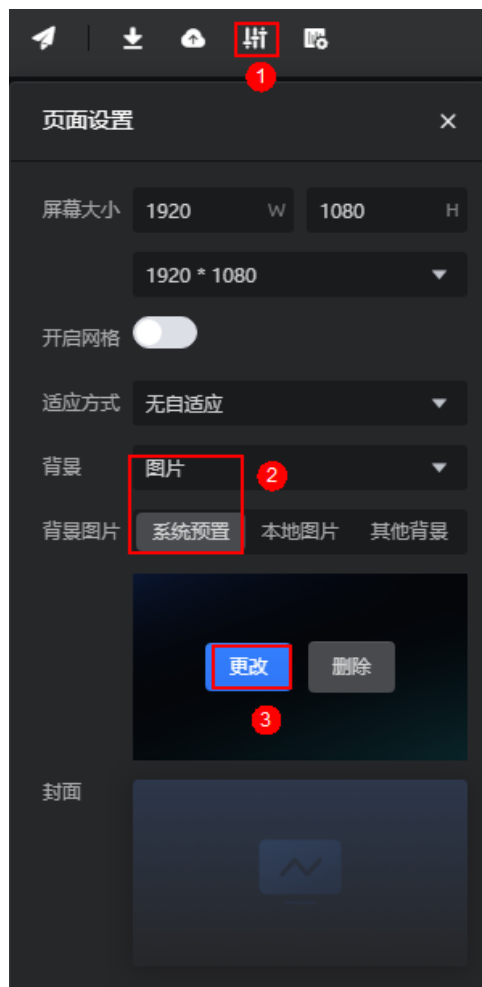 1
页面设置 ×
屏幕大小 1920 W 1080 H
1920 * 1080
开启网格
适应方式 无自适应
背景 图片 2
背景图片 系统预置 本地图片 其他背景
更改 删除
3
封面